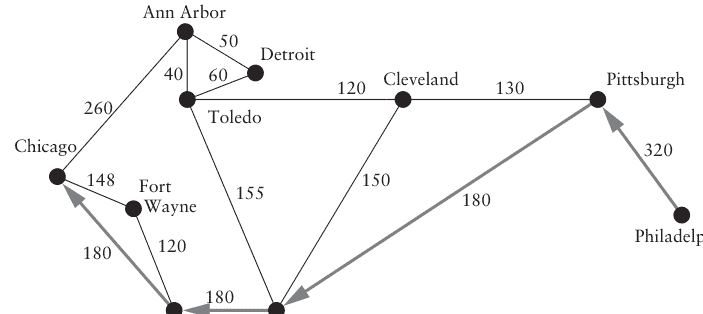 Ann Arbor
50
Detroit
40
60
120
Cleveland
130
Pittsburgh
260
Toledo
Chicago
148
Fort
Wayne
155
150
180
320
Philadelp
120
180
180